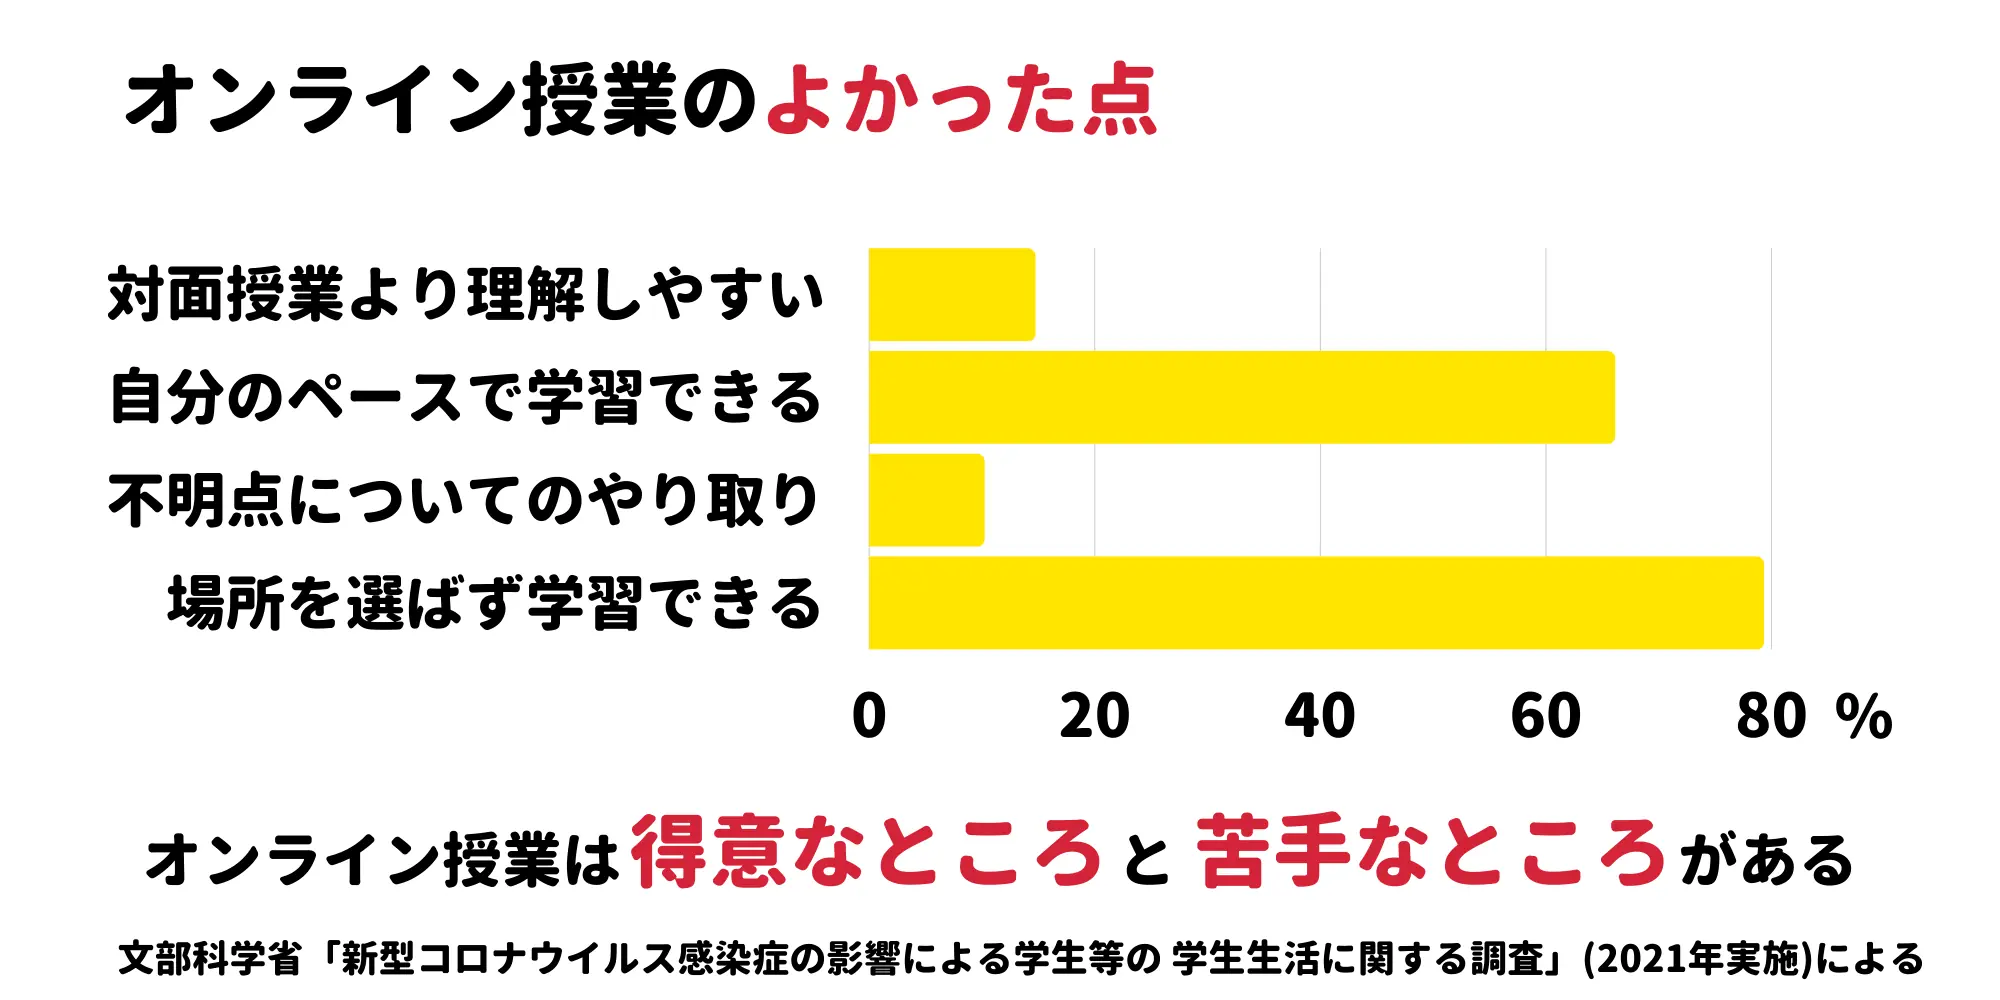 オンライン授業のよかった点
対面授業より理解しやすい
自分のペースで学習できる
不明点についてのやり取り
場所を選ばず学習できる
0 20 40 60 80 %
オンライン授業は得意なところと苦手なところがある
文部科学省「新型コロナウイルス感染症の影響による学生等の 学生生活に関する調査」(2021年実施)による